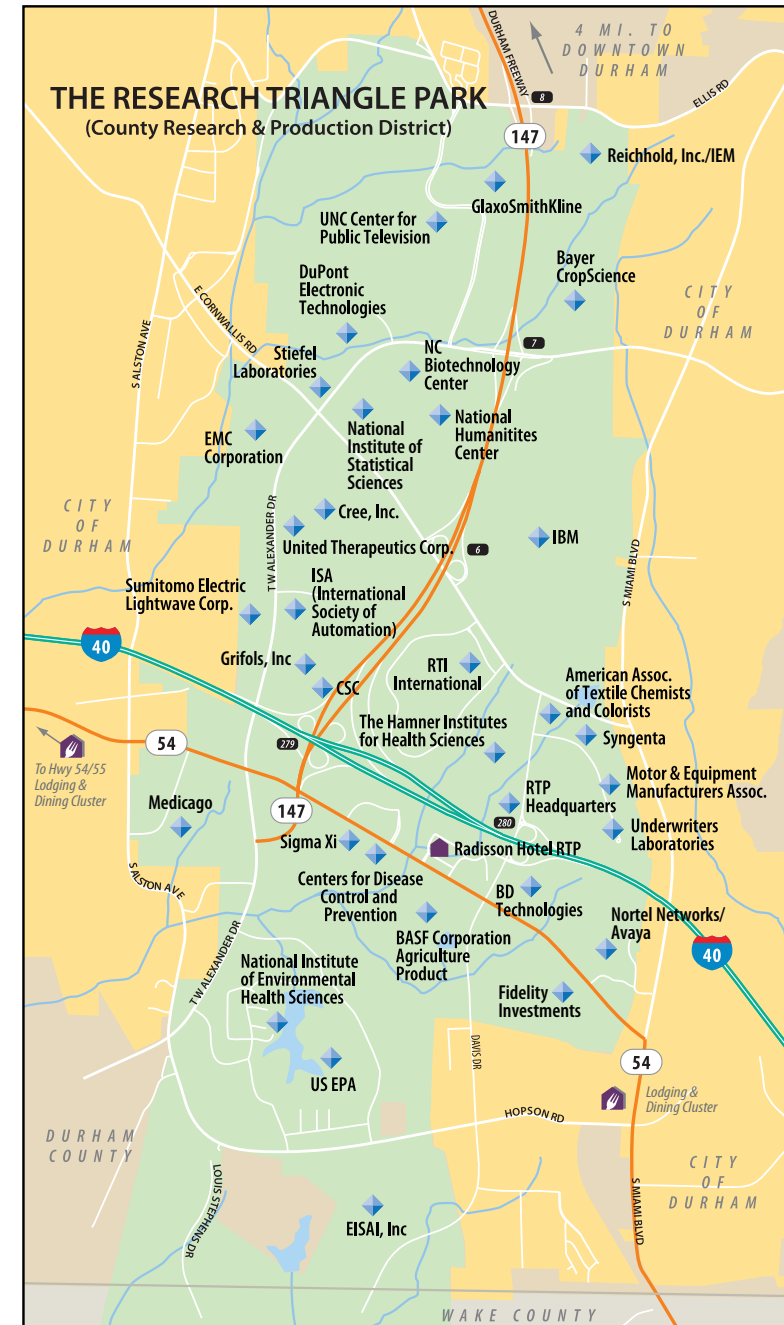 4 MI. TO
DOWNTOWN
DURHAM
DURHAM FREEWAY
8
ELLIS RD
THE RESEARCH TRIANGLE PARK
(County Research & Production District)
147
Reichhold, Inc./IEM
GlaxoSmithKline
UNC Center for
Public Television
Bayer
CropScience
DuPont
Electronic
Technologies
E CORNWALLIS RD
CITY
OF
DURHAM
S ALSTON AVE
7
Stiefel
Laboratories
NC
Biotechnology
Center
National
Institute of
Statistical
Sciences
National
Humanitites
Center
EMC
Corporation
CITY
OF
DURHAM
Cree, Inc.
United Therapeutics Corp.
6
IBM
T W ALEXANDER DR
S MIAMI BLVD
ISA
(International
Society of
Automation)
Sumitomo Electric
Lightwave Corp.
40
Grifols, Inc
CSC
RTI
International
American Assoc.
of Textile Chemists
and Colorists
The Hamner Institutes
for Health Sciences
Syngenta
54
279
To Hwy 54/55
Lodging &
Dining Cluster
Motor & Equipment
Manufacturers Assoc.
RTP
Headquarters
Medicago
147
280
Underwriters
Laboratories
Sigma Xi
Radisson Hotel RTP
Centers for Disease
Control and
Prevention
S ALSTON AVE
BD
Technologies
Nortel Networks/
Avaya
BASF Corporation
Agriculture
Product
40
T W ALEXANDER DR
National Institute
of Environmental
Health Sciences
Fidelity
Investments
US EPA
DAVIS DR
54
Lodging &
Dining Cluster
HOPSON RD
DURHAM
COUNTY
CITY
OF
DURHAM
LOUIS STEPHENS DR
S MIAMI BLVD
EISAI, Inc
WAKE COUNTY